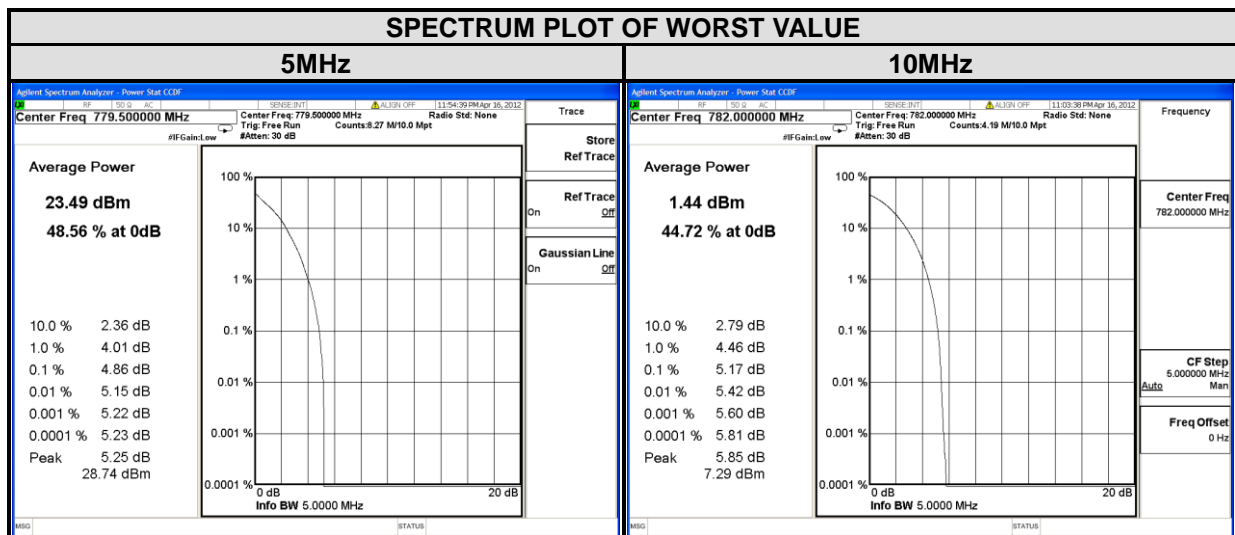 SPECTRUM PLOT OF WORST VALUE
5MHz
10MHz
Agilent Spectrum Analyzer - Power Stat CCDF
RF 50 Ω AC SENSE:INT ALIGN OFF 11:54:39 PM Apr 16, 2012
Center Freq 779.500000 MHz
Center Freq: 779.500000 MHz Radio Std: None
Trig: Free Run Counts:8.27 M/10.0 Mpt
#IFGain:Low #Atten: 30 dB
Average Power
23.49 dBm
48.56 % at 0dB
10.0 % 2.36 dB
1.0 % 4.01 dB
0.1 % 4.86 dB
0.01 % 5.15 dB
0.001 % 5.22 dB
0.0001 % 5.23 dB
Peak 5.25 dB
28.74 dBm
100 %
10 %
1 %
0.1 %
0.01 %
0.001 %
0.0001 %
0 dB 20 dB
Info BW 5.0000 MHz
Trace
Store
Ref Trace
Ref Trace
On Off
Gaussian Line
On Off
MSG STATUS
Agilent Spectrum Analyzer - Power Stat CCDF
RF 50 Ω AC SENSE:INT ALIGN OFF 11:03:38 PM Apr 16, 2012
Center Freq 782.000000 MHz
Center Freq: 782.000000 MHz Radio Std: None
Trig: Free Run Counts:4.19 M/10.0 Mpt
#IFGain:Low #Atten: 30 dB
Average Power
1.44 dBm
44.72 % at 0dB
10.0 % 2.79 dB
1.0 % 4.46 dB
0.1 % 5.17 dB
0.01 % 5.42 dB
0.001 % 5.60 dB
0.0001 % 5.81 dB
Peak 5.85 dB
7.29 dBm
100 %
10 %
1 %
0.1 %
0.01 %
0.001 %
0.0001 %
0 dB 20 dB
Info BW 5.0000 MHz
Frequency
Center Freq
782.000000 MHz
CF Step
5.000000 MHz
Auto Man
Freq Offset
0 Hz
MSG STATUS